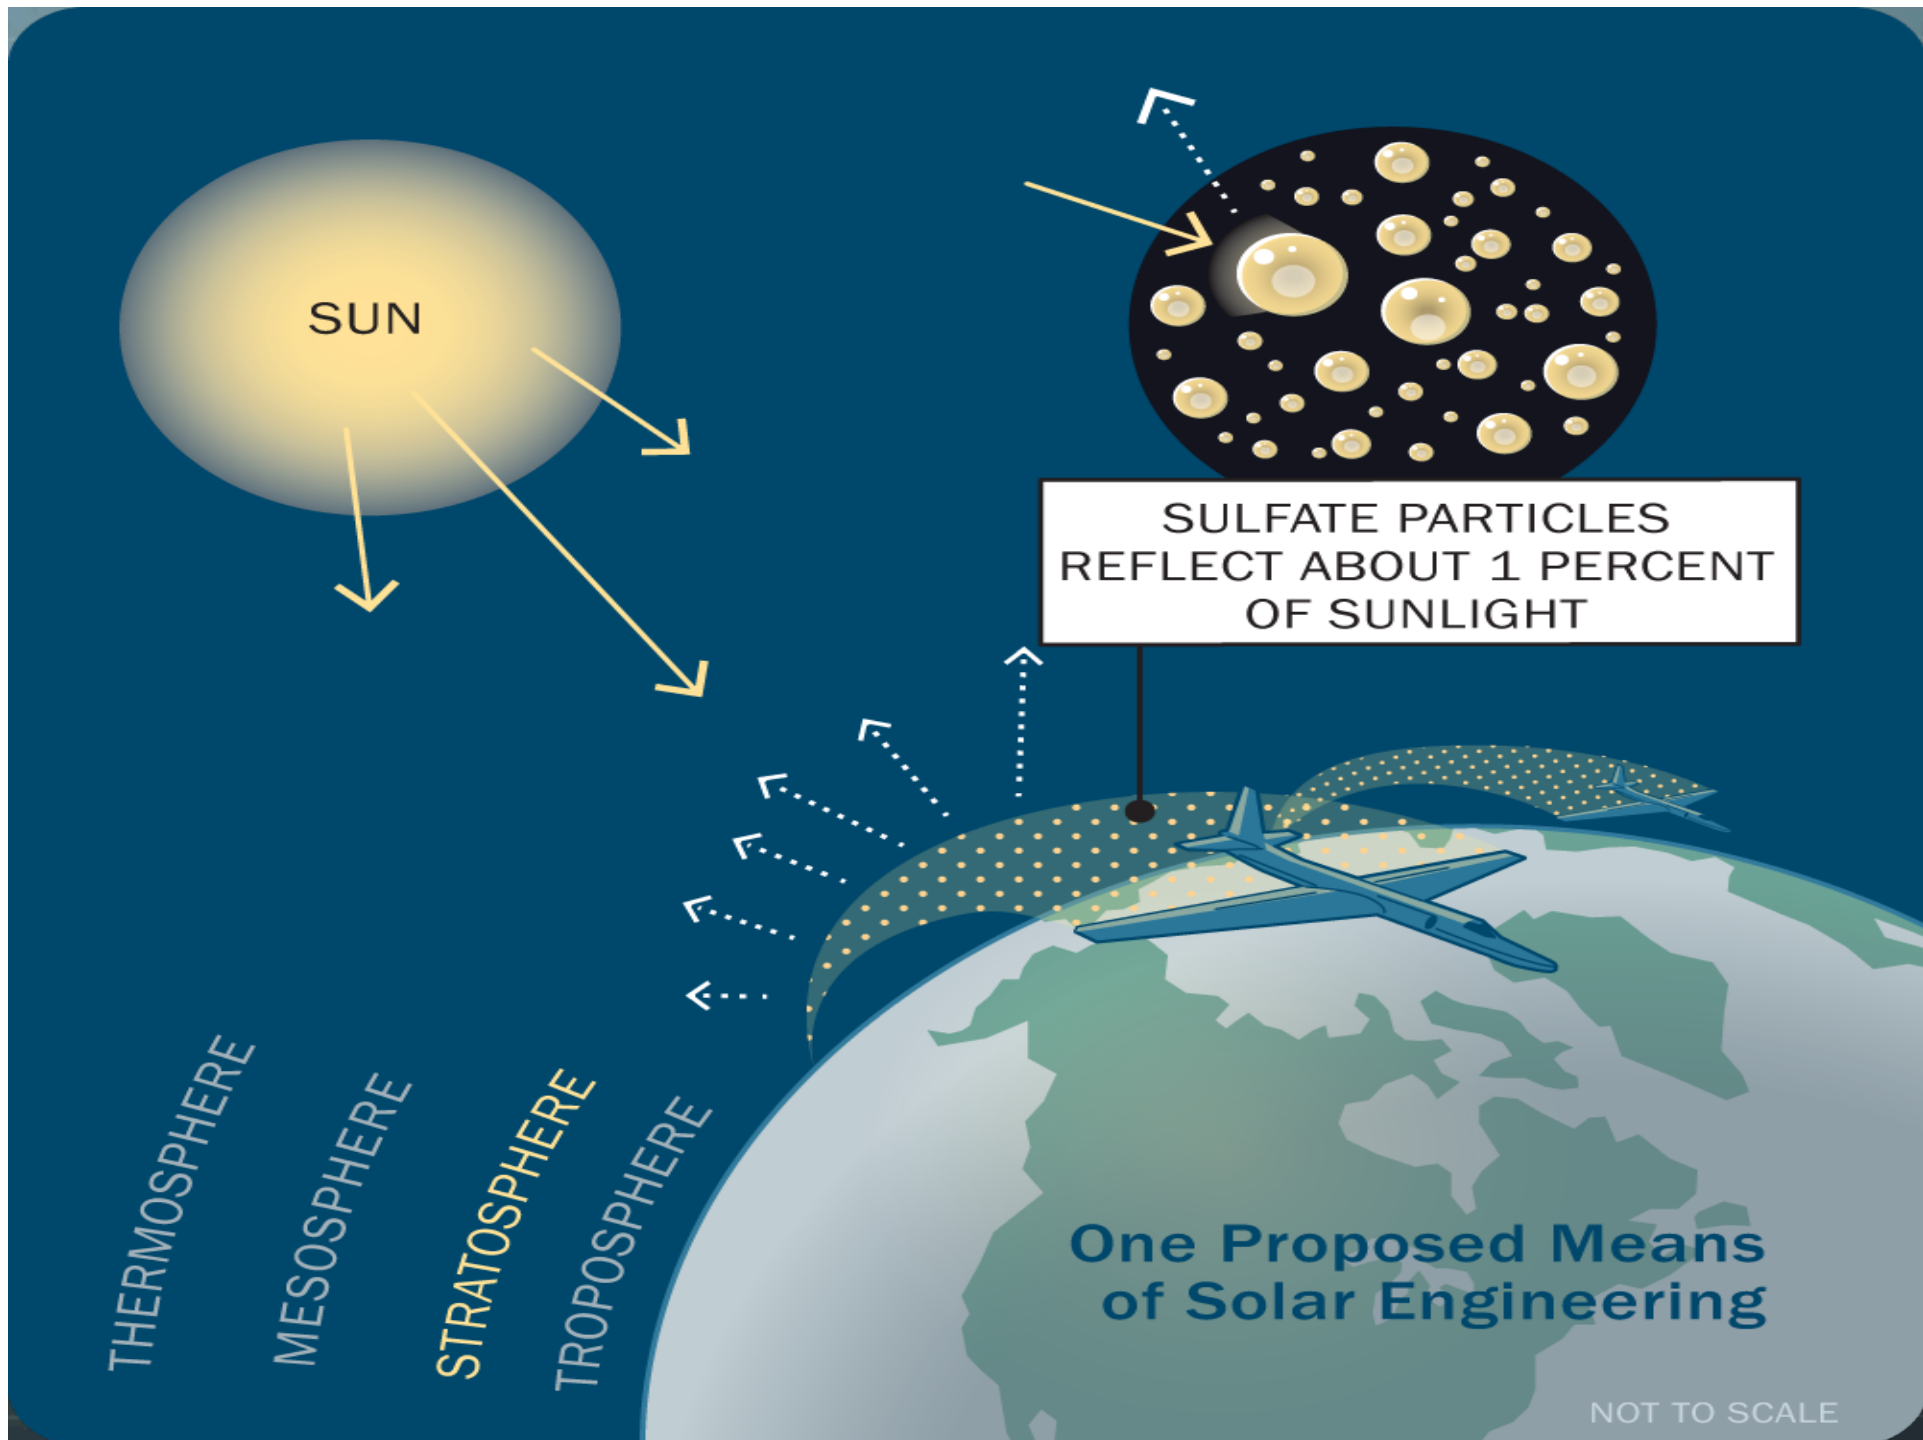 SUN
SULFATE PARTICLES
REFLECT ABOUT 1 PERCENT
OF SUNLIGHT
THERMOSPHERE
MESOSPHERE
STRATOSPHERE
TROPOSPHERE
One Proposed Means
of Solar Engineering
NOT TO SCALE